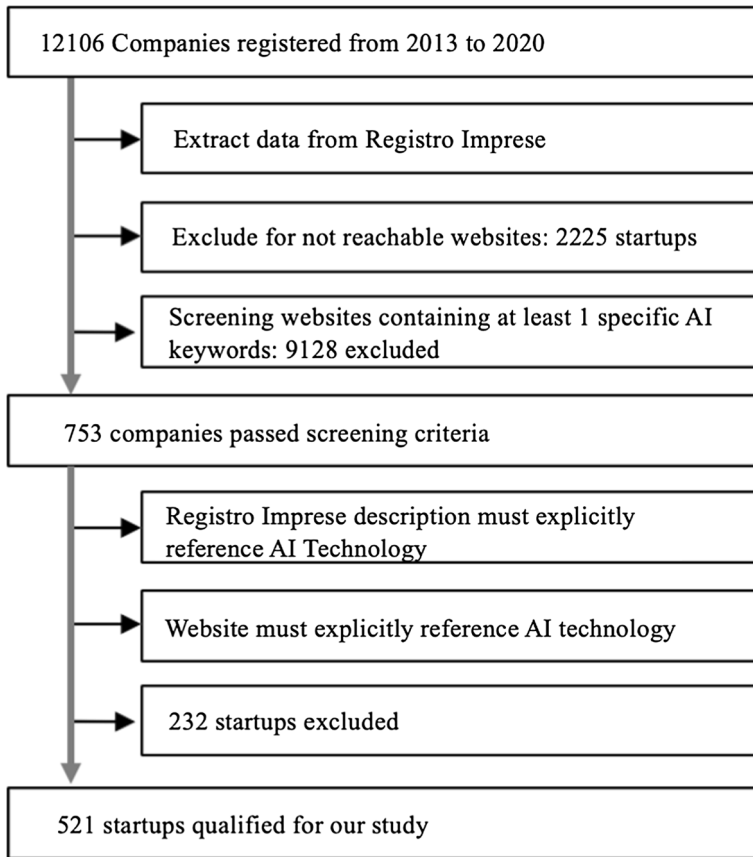 12106 Companies registered from 2013 to 2020
Extract data from Registro Imprese
Exclude for not reachable websites: 2225 startups
Screening websites containing at least 1 specific AI
keywords: 9128 excluded
753 companies passed screening criteria
Registro Imprese description must explicitly
reference AI Technology
Website must explicitly reference AI technology
232 startups excluded
521 startups qualified for our study